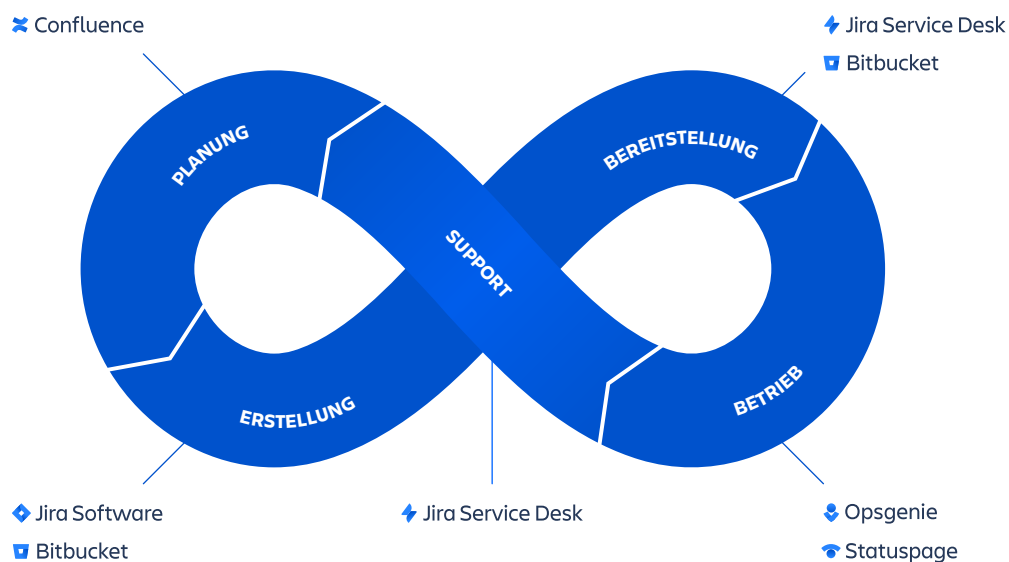 Confluence
Jira Service Desk
Bitbucket
PLANUNG
BEREITSTELLUNG
SUPPORT
ERSTELLUNG
BETRIEB
Jira Software
Bitbucket
Jira Service Desk
Opsgenie
Statuspage